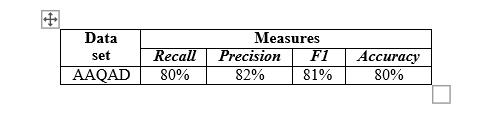 Data set Measures
Recall Precision F1 Accuracy
AAQAD 80% 82% 81% 80%